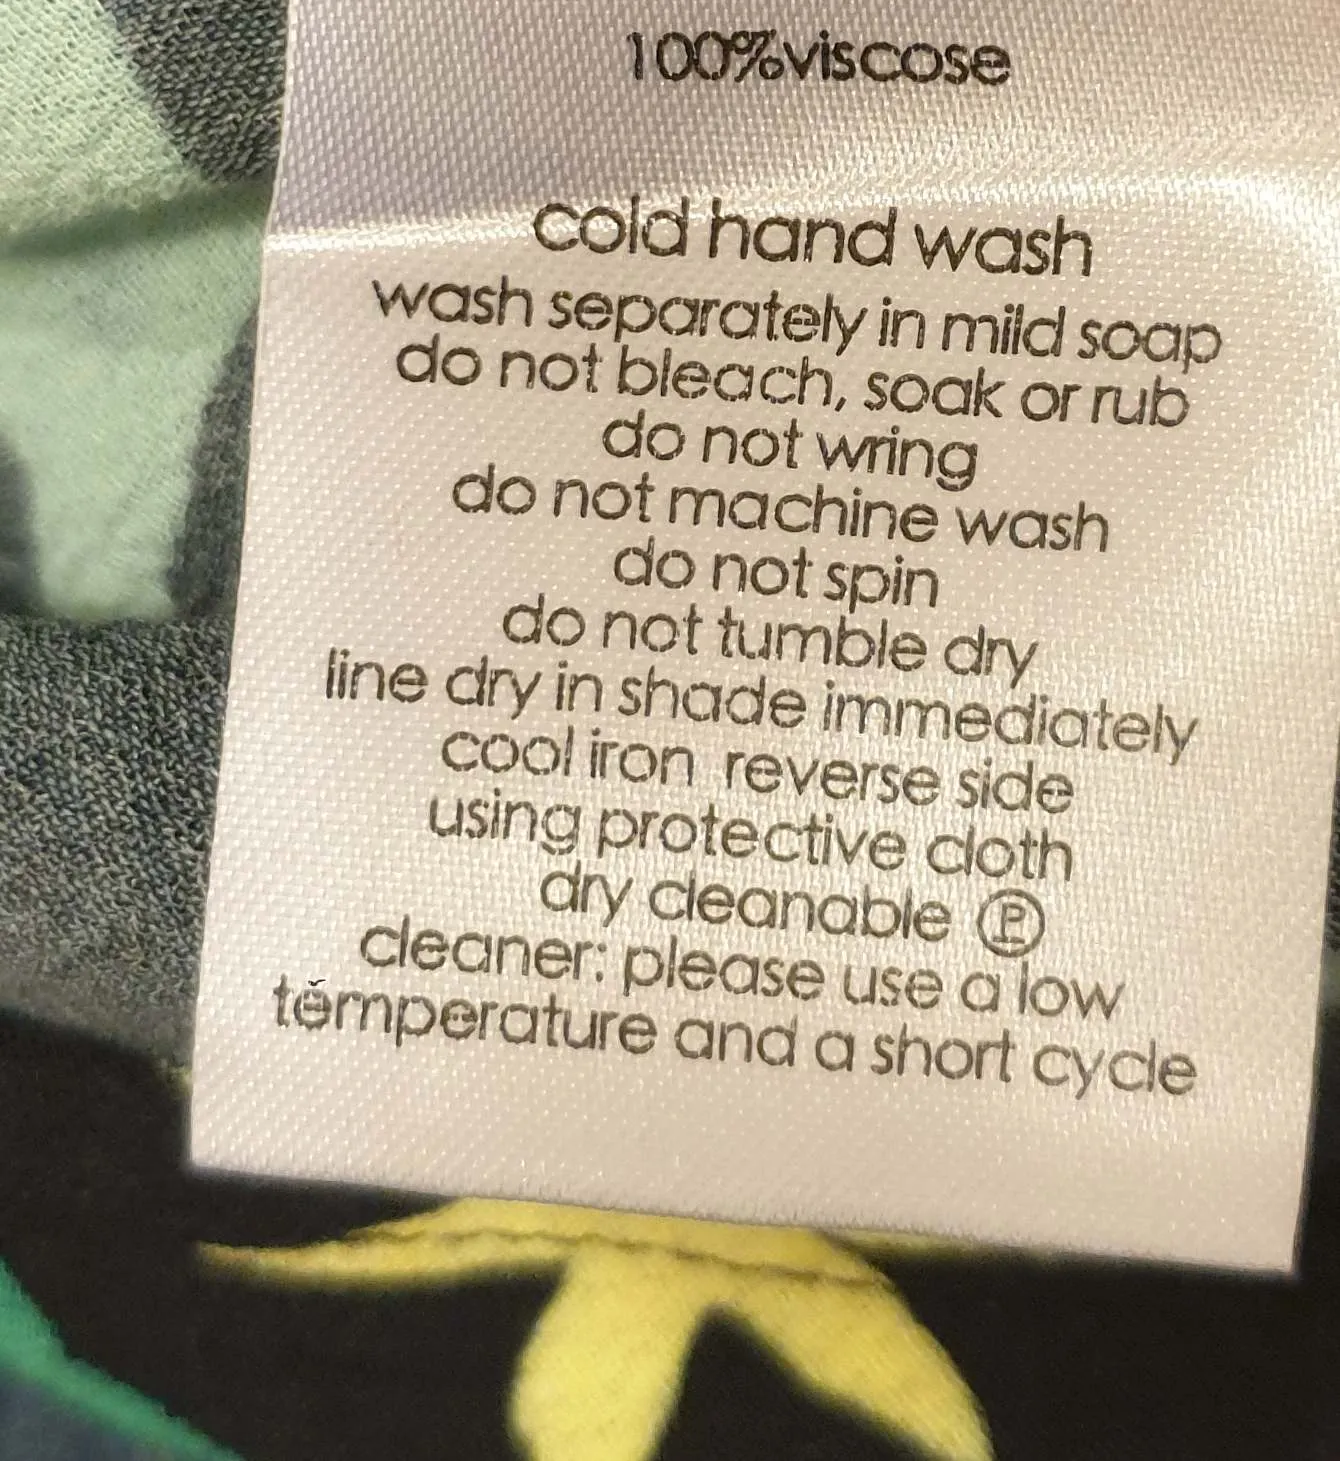 100%viscose
cold hand wash
wash separately in mild soap
do not bleach, soak or rub
do not wring
do not machine wash
do not spin
do not tumble dry
line dry in shade immediately
cool iron reverse side
using protective cloth
dry cleanable Ⓟ
cleaner: please use a low
temperature and a short cycle